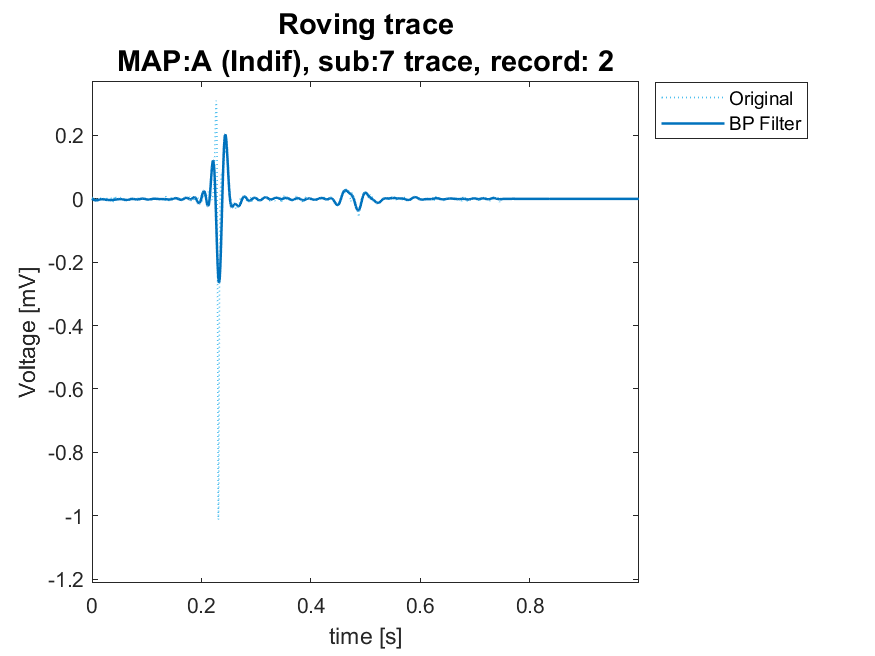 Roving trace
MAP:A (Indif), sub:7 trace, record: 2
Original
BP Filter
0.2
0
-0.2
-0.4
-0.6
-0.8
-1
-1.2
Voltage [mV]
0
0.2
0.4
0.6
0.8
time [s]